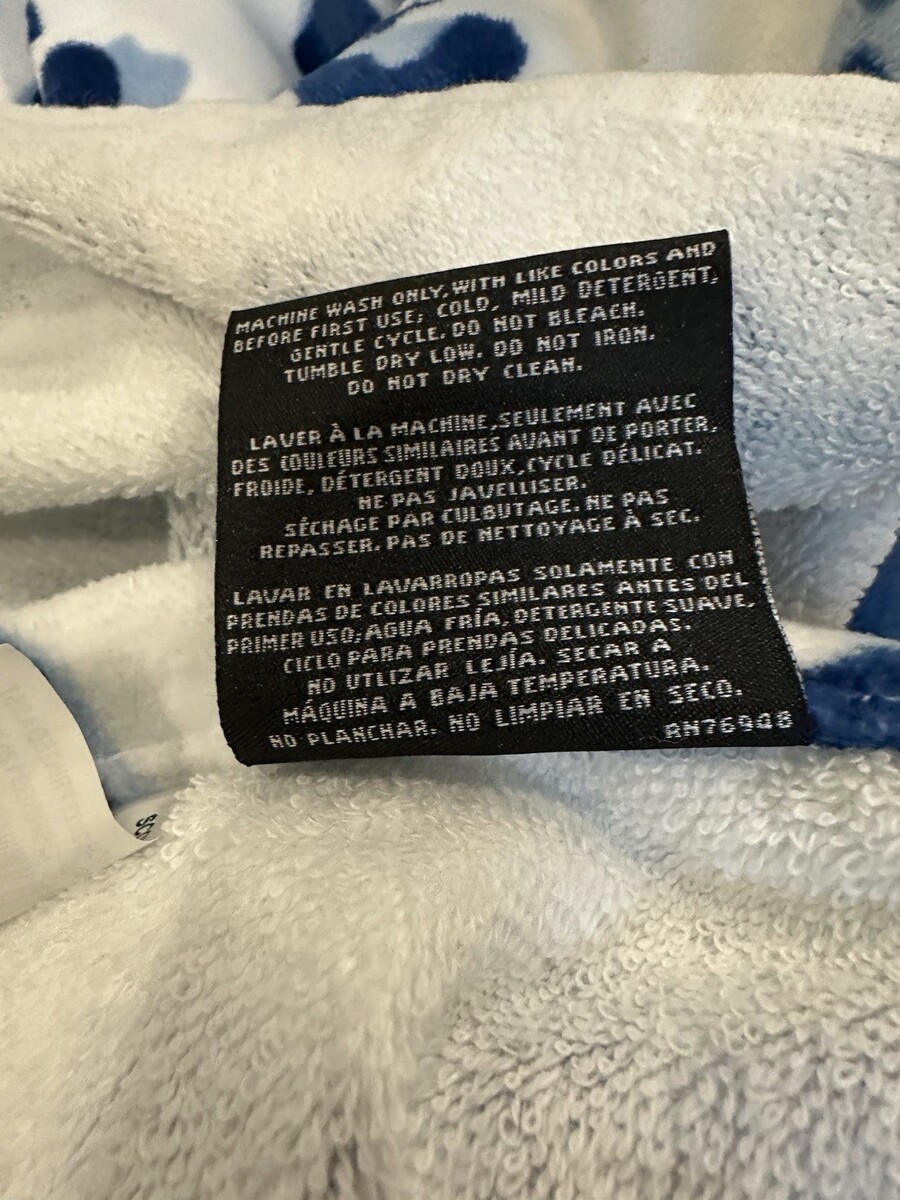 MACHINE WASH ONLY, WITH LIKE COLORS AND
BEFORE FIRST USE; COLD, MILD DETERGENT,
GENTLE CYCLE. DO NOT BLEACH.
TUMBLE DRY LOW. DO NOT IRON.
DO NOT DRY CLEAN.
LAVER À LA MACHINE, SEULEMENT AVEC
DES COULEURS SIMILAIRES AVANT DE PORTER,
FROIDE, DÉTERGENT DOUX, CYCLE DÉLICAT.
NE PAS JAVELLISER.
SÉCHAGE PAR CULBUTAGE. NE PAS
REPASSER. PAS DE NETTOYAGE À SEC.
LAVAR EN LAVARROPAS SOLAMENTE CON
PRENDAS DE COLORES SIMILARES ANTES DEL
PRIMER USO; AGUA FRÍA, DETERGENTE SUAVE,
CICLO PARA PRENDAS DELICADAS.
NO UTLIZAR LEJÍA. SECAR A
MÁQUINA A BAJA TEMPERATURA.
NO PLANCHAR. NO LIMPIAR EN SECO.
RN76948